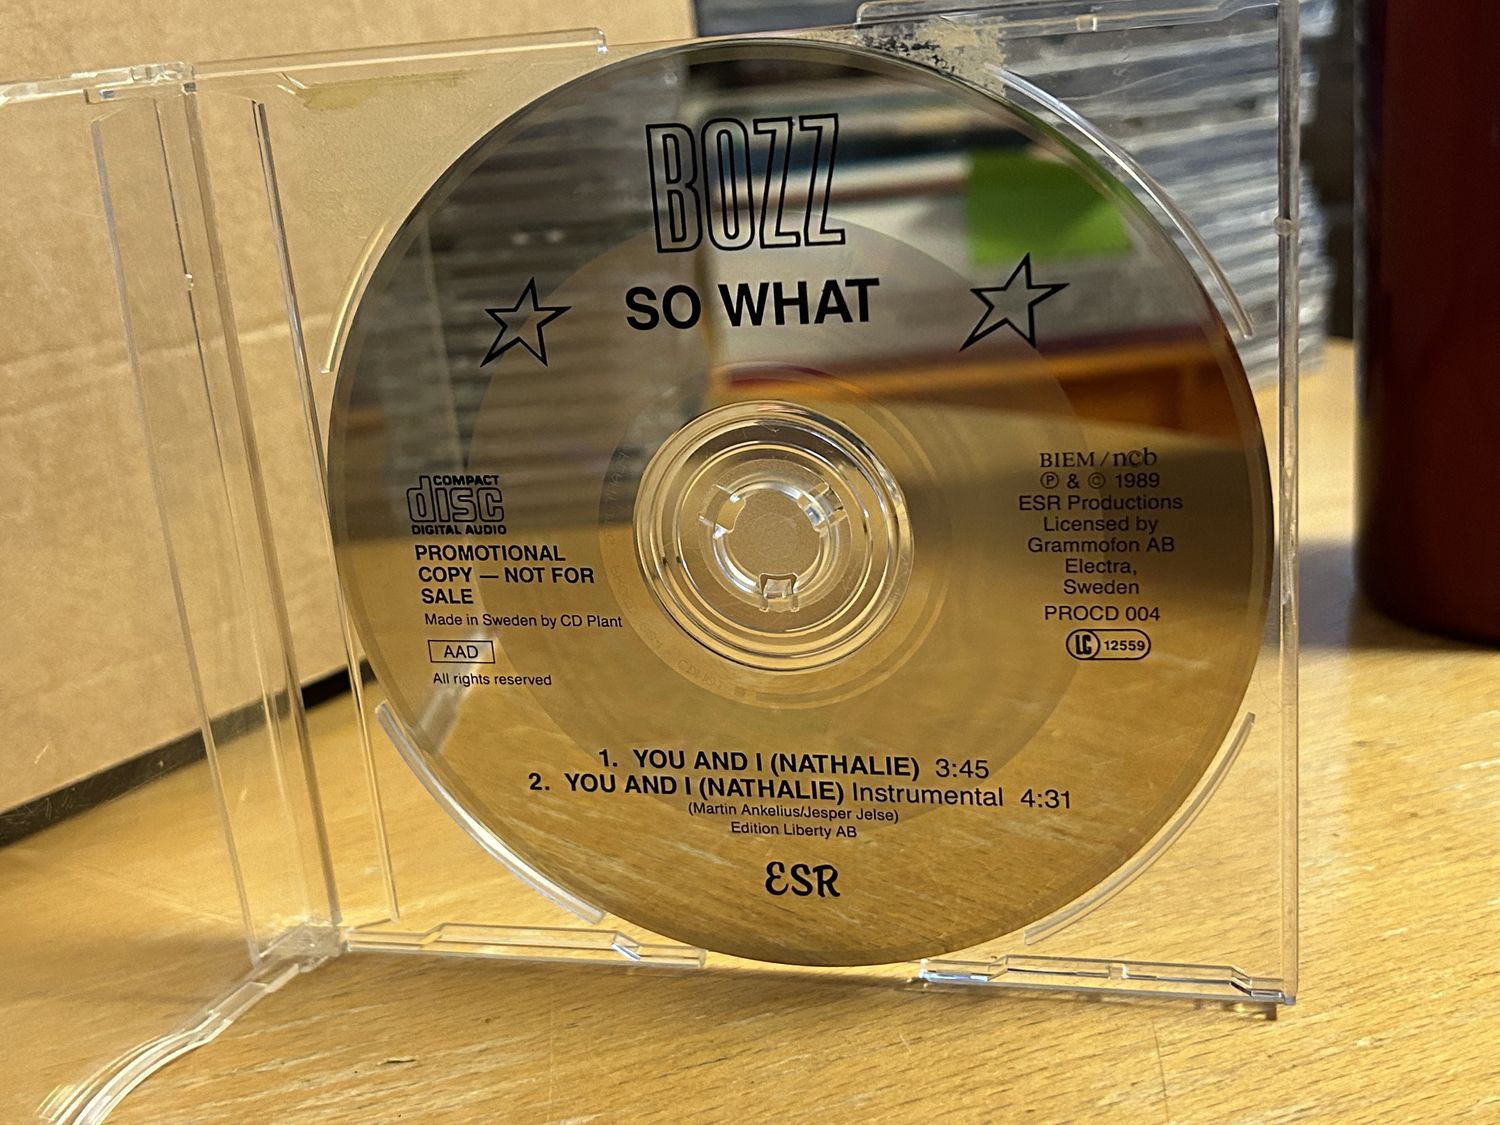 BOZZ
SO WHAT
COMPACT
disc
DIGITAL AUDIO
PROMOTIONAL
COPY — NOT FOR
SALE
Made in Sweden by CD Plant
AAD
All rights reserved
BIEM / ncb
℗ & © 1989
ESR Productions
Licensed by
Grammofon AB
Electra,
Sweden
PROCD 004
LC 12559
1. YOU AND I (NATHALIE) 3:45
2. YOU AND I (NATHALIE) Instrumental 4:31
(Martin Ankelius/Jesper Jelse)
Edition Liberty AB
ESR